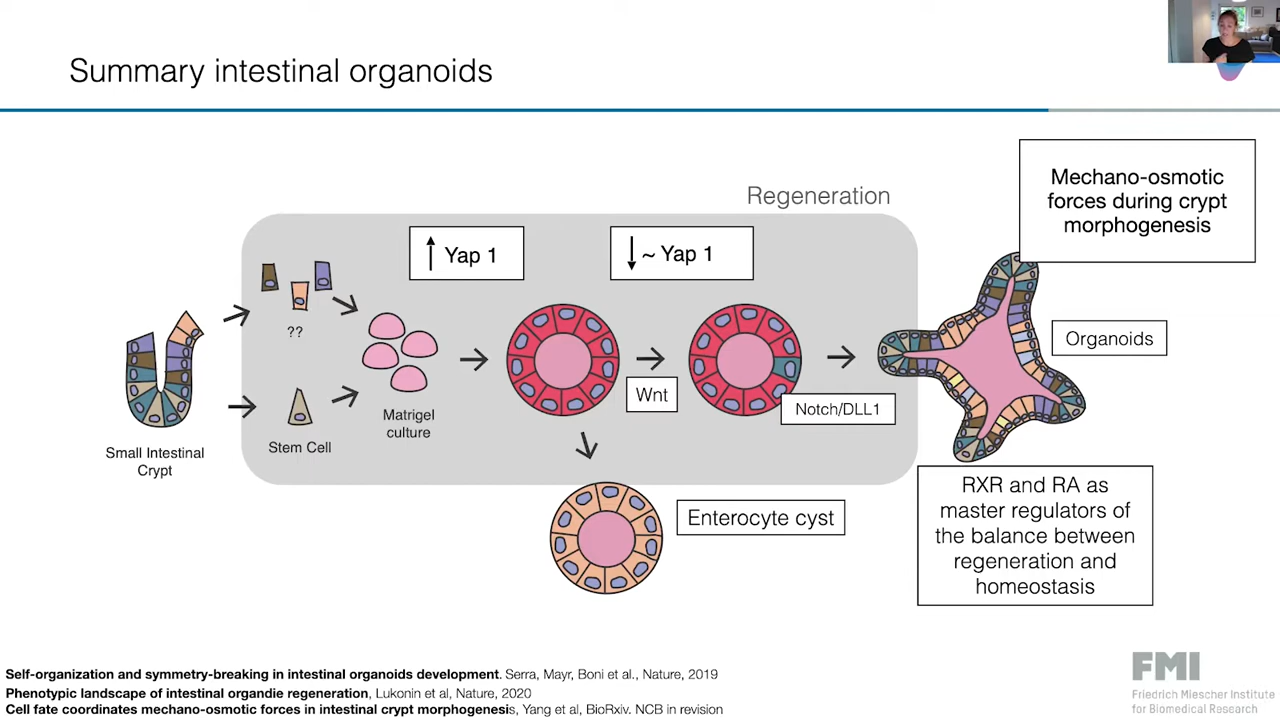 Summary intestinal organoids
Mechano-osmotic
forces during crypt
morphogenesis
Regeneration
↑ Yap 1
↓ ~ Yap 1
??
Organoids
Wnt
Notch/DLL1
Matrigel
culture
Stem Cell
Small Intestinal
Crypt
RXR and RA as
master regulators of
the balance between
regeneration and
homeostasis
Enterocyte cyst
Self-organization and symmetry-breaking in intestinal organoids development. Serra, Mayr, Boni et al., Nature, 2019
Phenotypic landscape of intestinal organdie regeneration, Lukonin et al, Nature, 2020
Cell fate coordinates mechano-osmotic forces in intestinal crypt morphogenesis, Yang et al, BioRxiv. NCB in revision
FMI
Friedrich Miescher Institute
for Biomedical Research